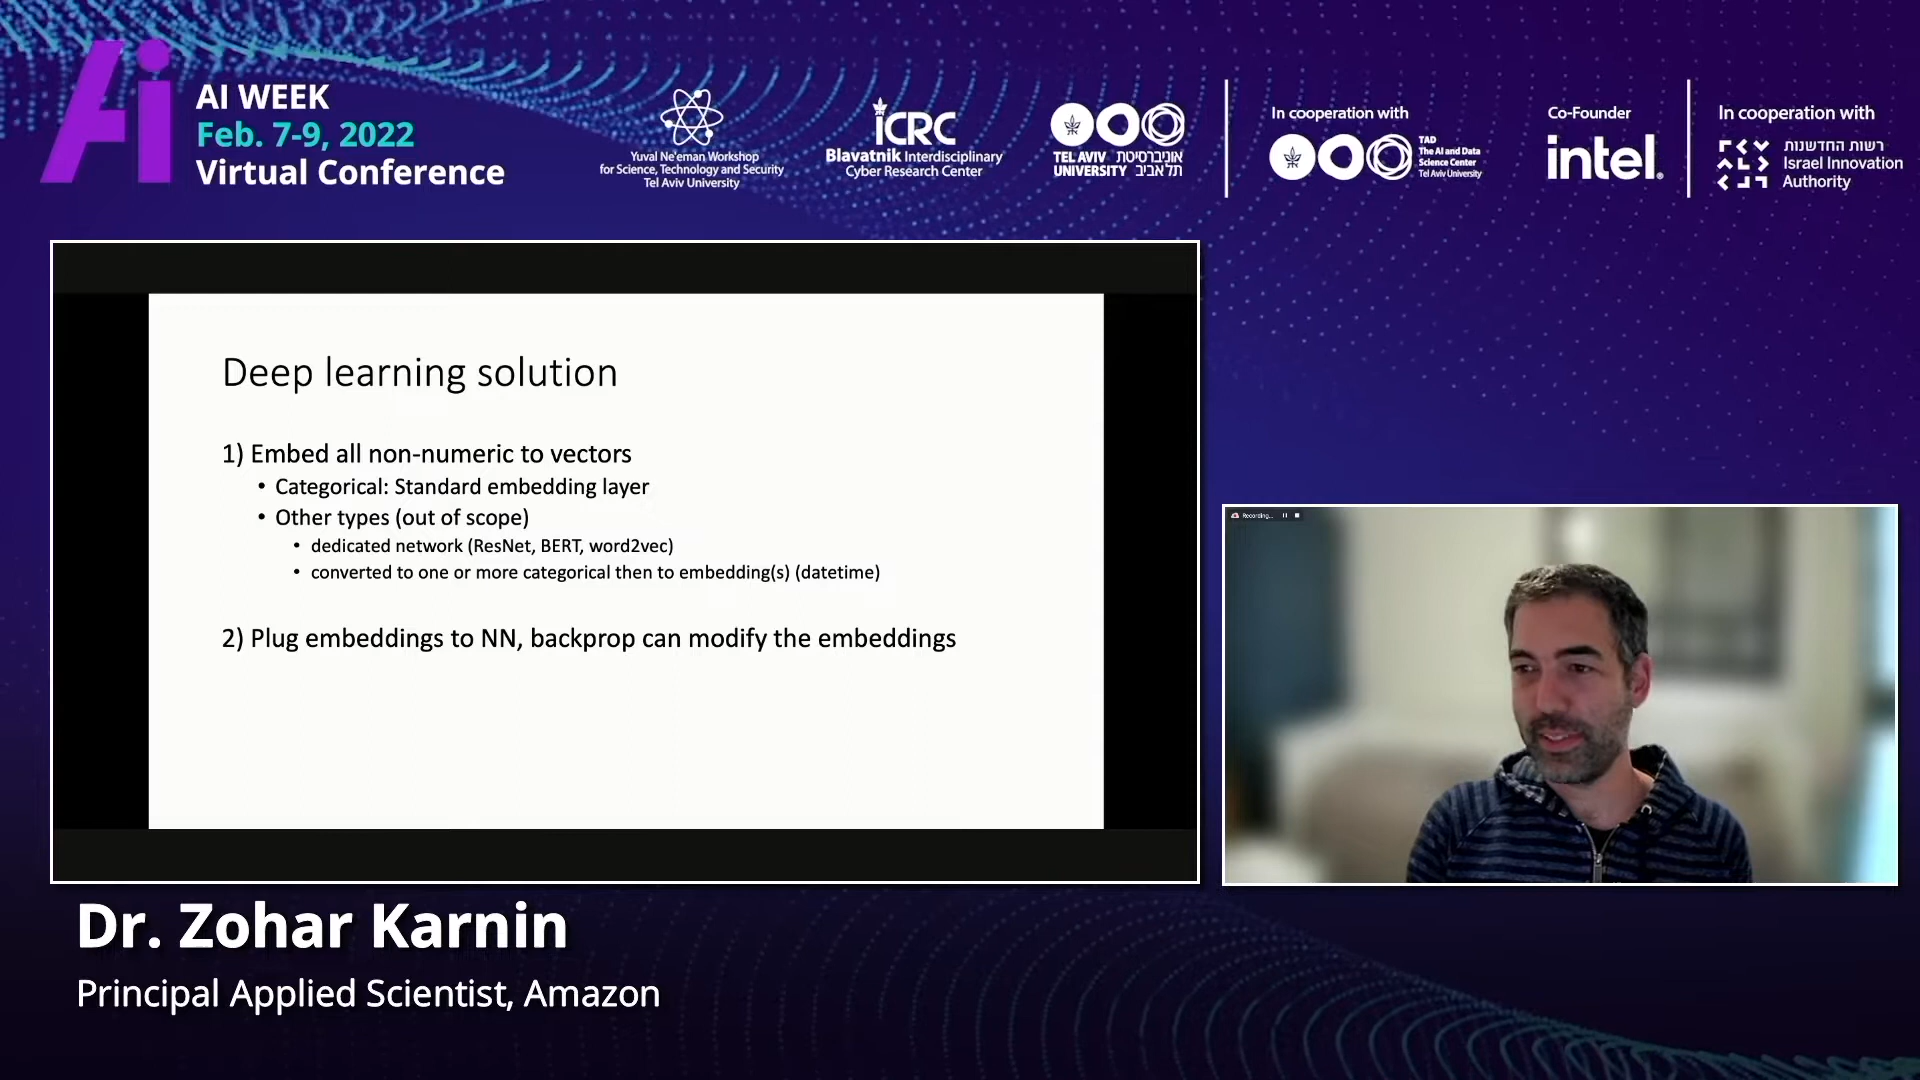 Ai
AI WEEK
Feb. 7-9, 2022
Virtual Conference
Yuval Ne'eman Workshop
for Science, Technology and Security
Tel Aviv University
iCRC
Blavatnik Interdisciplinary
Cyber Research Center
TEL AVIV אוניברסיטת
UNIVERSITY תל אביב
In cooperation with
TAD
The AI and Data
Science Center
Tel Aviv University
Co-Founder
intel.
In cooperation with
רשות החדשנות
Israel Innovation
Authority
Deep learning solution
1) Embed all non-numeric to vectors
• Categorical: Standard embedding layer
• Other types (out of scope)
• dedicated network (ResNet, BERT, word2vec)
• converted to one or more categorical then to embedding(s) (datetime)
2) Plug embeddings to NN, backprop can modify the embeddings
Recording...
Dr. Zohar Karnin
Principal Applied Scientist, Amazon